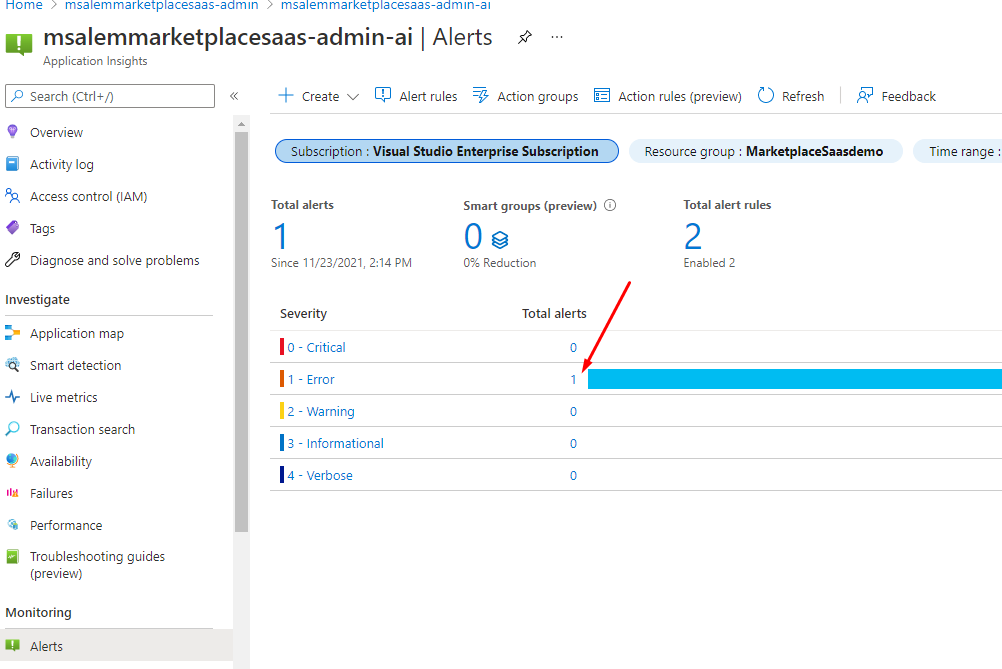 Home > msalemmarketplacesaas-admin > msalemmarketplacesaas-admin-ai
msalemmarketplacesaas-admin-ai | Alerts ...
Application Insights
Search (Ctrl+/) «
Overview
Activity log
Access control (IAM)
Tags
Diagnose and solve problems
Investigate
Application map
Smart detection
Live metrics
Transaction search
Availability
Failures
Performance
Troubleshooting guides
(preview)
Monitoring
Alerts
Create Alert rules Action groups Action rules (preview) Refresh Feedback
Subscription : Visual Studio Enterprise Subscription Resource group : MarketplaceSaasdemo Time range :
Total alerts Smart groups (preview) Total alert rules
1 0 2
Since 11/23/2021, 2:14 PM 0% Reduction Enabled 2
Severity Total alerts
0 - Critical 0
1 - Error 1
2 - Warning 0
3 - Informational 0
4 - Verbose 0